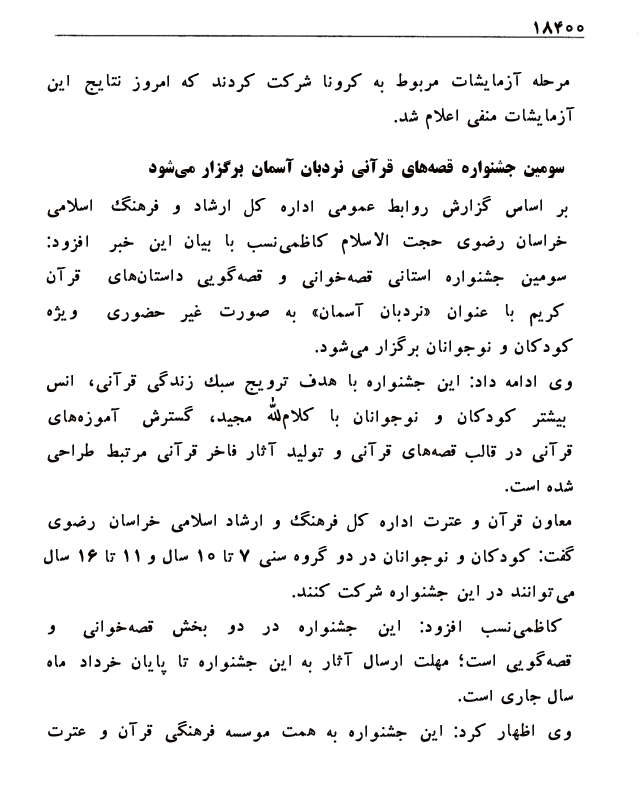 ۱۸۴۰۰
مرحله آزمایشات مربوط به کرونا شرکت کردند که امروز نتایج این
آزمایشات منفی اعلام شد.
سومین جشنواره قصه‌های قرآنی نردبان آسمان برگزار می‌شود
بر اساس گزارش روابط عمومی اداره کل ارشاد و فرهنگ اسلامی
خراسان رضوی حجت الاسلام کاظمی‌نسب با بیان این خبر افزود:
سومین جشنواره استانی قصه‌خوانی و قصه‌گویی داستان‌های قرآن
کریم با عنوان «نردبان آسمان» به صورت غیر حضوری ویژه
کودکان و نوجوانان برگزار می‌شود.
وی ادامه داد: این جشنواره با هدف ترویج سبك زندگی قرآنی، انس
بیشتر کودکان و نوجوانان با کلام‌الله مجید، گسترش آموزه‌های
قرآنی در قالب قصه‌های قرآنی و تولید آثار فاخر قرآنی مرتبط طراحی
شده است.
معاون قرآن و عترت اداره کل فرهنگ و ارشاد اسلامی خراسان رضوی
گفت: کودکان و نوجوانان در دو گروه سنی ۷ تا ۱۰ سال و ۱۱ تا ۱۶ سال
می‌توانند در این جشنواره شرکت کنند.
کاظمی‌نسب افزود: این جشنواره در دو بخش قصه‌خوانی و
قصه‌گویی است؛ مهلت ارسال آثار به این جشنواره تا پایان خرداد ماه
سال جاری است.
وی اظهار کرد: این جشنواره به همت موسسه فرهنگی قرآن و عترت